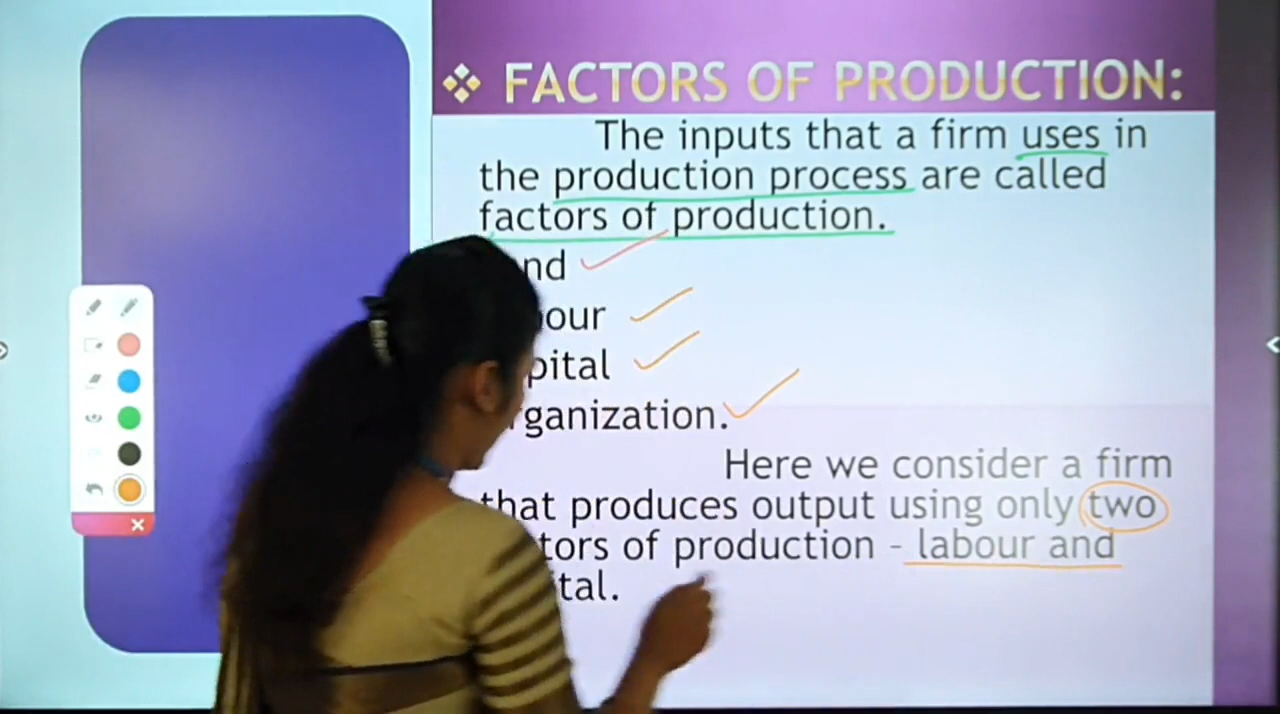 FACTORS OF PRODUCTION:
The inputs that a firm uses in
the production process are called
factors of production.
nd
our
pital
rganization.
Here we consider a firm
that produces output using only two
tors of production - labour and
tal.